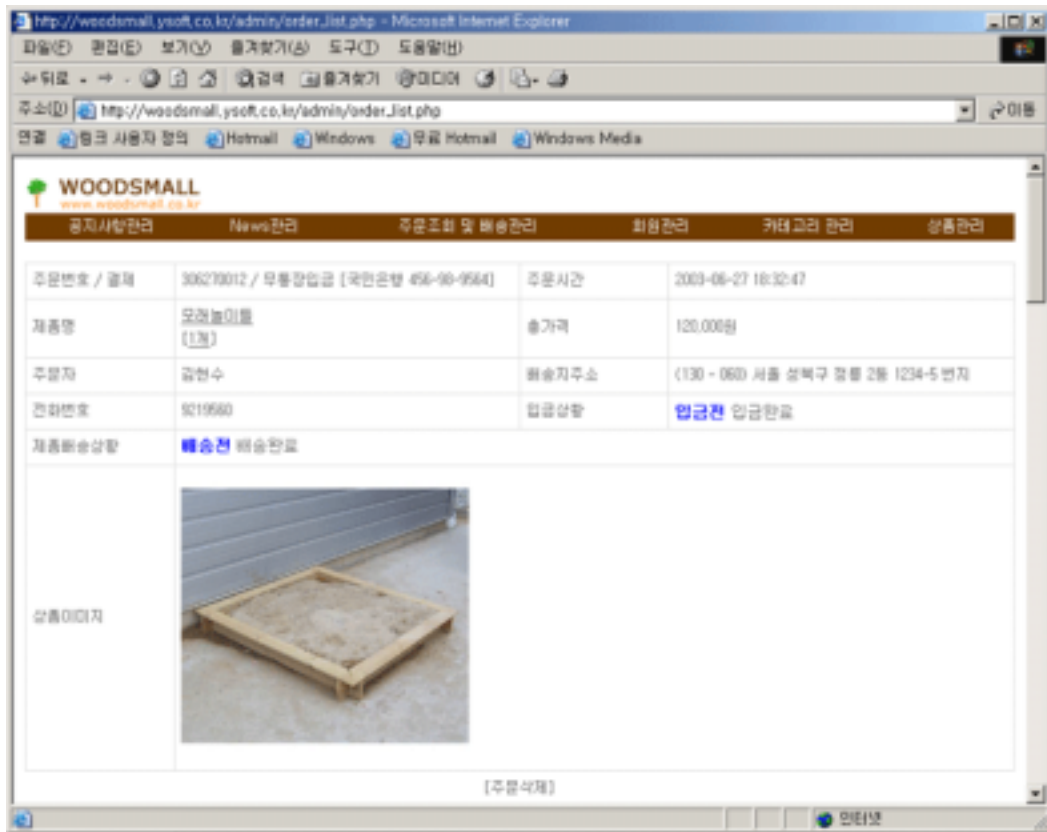 http://woodsmall.ysoft.co.kr/admin/order_list.php - Microsoft Internet Explorer
파일(F) 편집(E) 보기(V) 즐겨찾기(A) 도구(T) 도움말(H)
뒤로 검색 즐겨찾기 미디어
주소(D) http://woodsmall.ysoft.co.kr/admin/order_list.php 이동
연결 링크 사용자 정의 Hotmail Windows 무료 Hotmail Windows Media
WOODSMALL
www.woodsmall.co.kr
공지사항관리 News관리 주문조회 및 배송관리 회원관리 카테고리 관리 상품관리
주문번호 / 결제 306270012 / 무통장입금 [국민은행 456-98-9564] 주문시간 2003-06-27 18:32:47
제품명 모래놀이틀 (1개) 총가격 120,000원
주문자 김현수 배송지주소 (130 - 060) 서울 성북구 정릉 2동 1234-5 번지
전화번호 9219560 입금상황 입금전 입금완료
제품배송상황 배송전 배송완료
상품이미지
[주문삭제]
인터넷